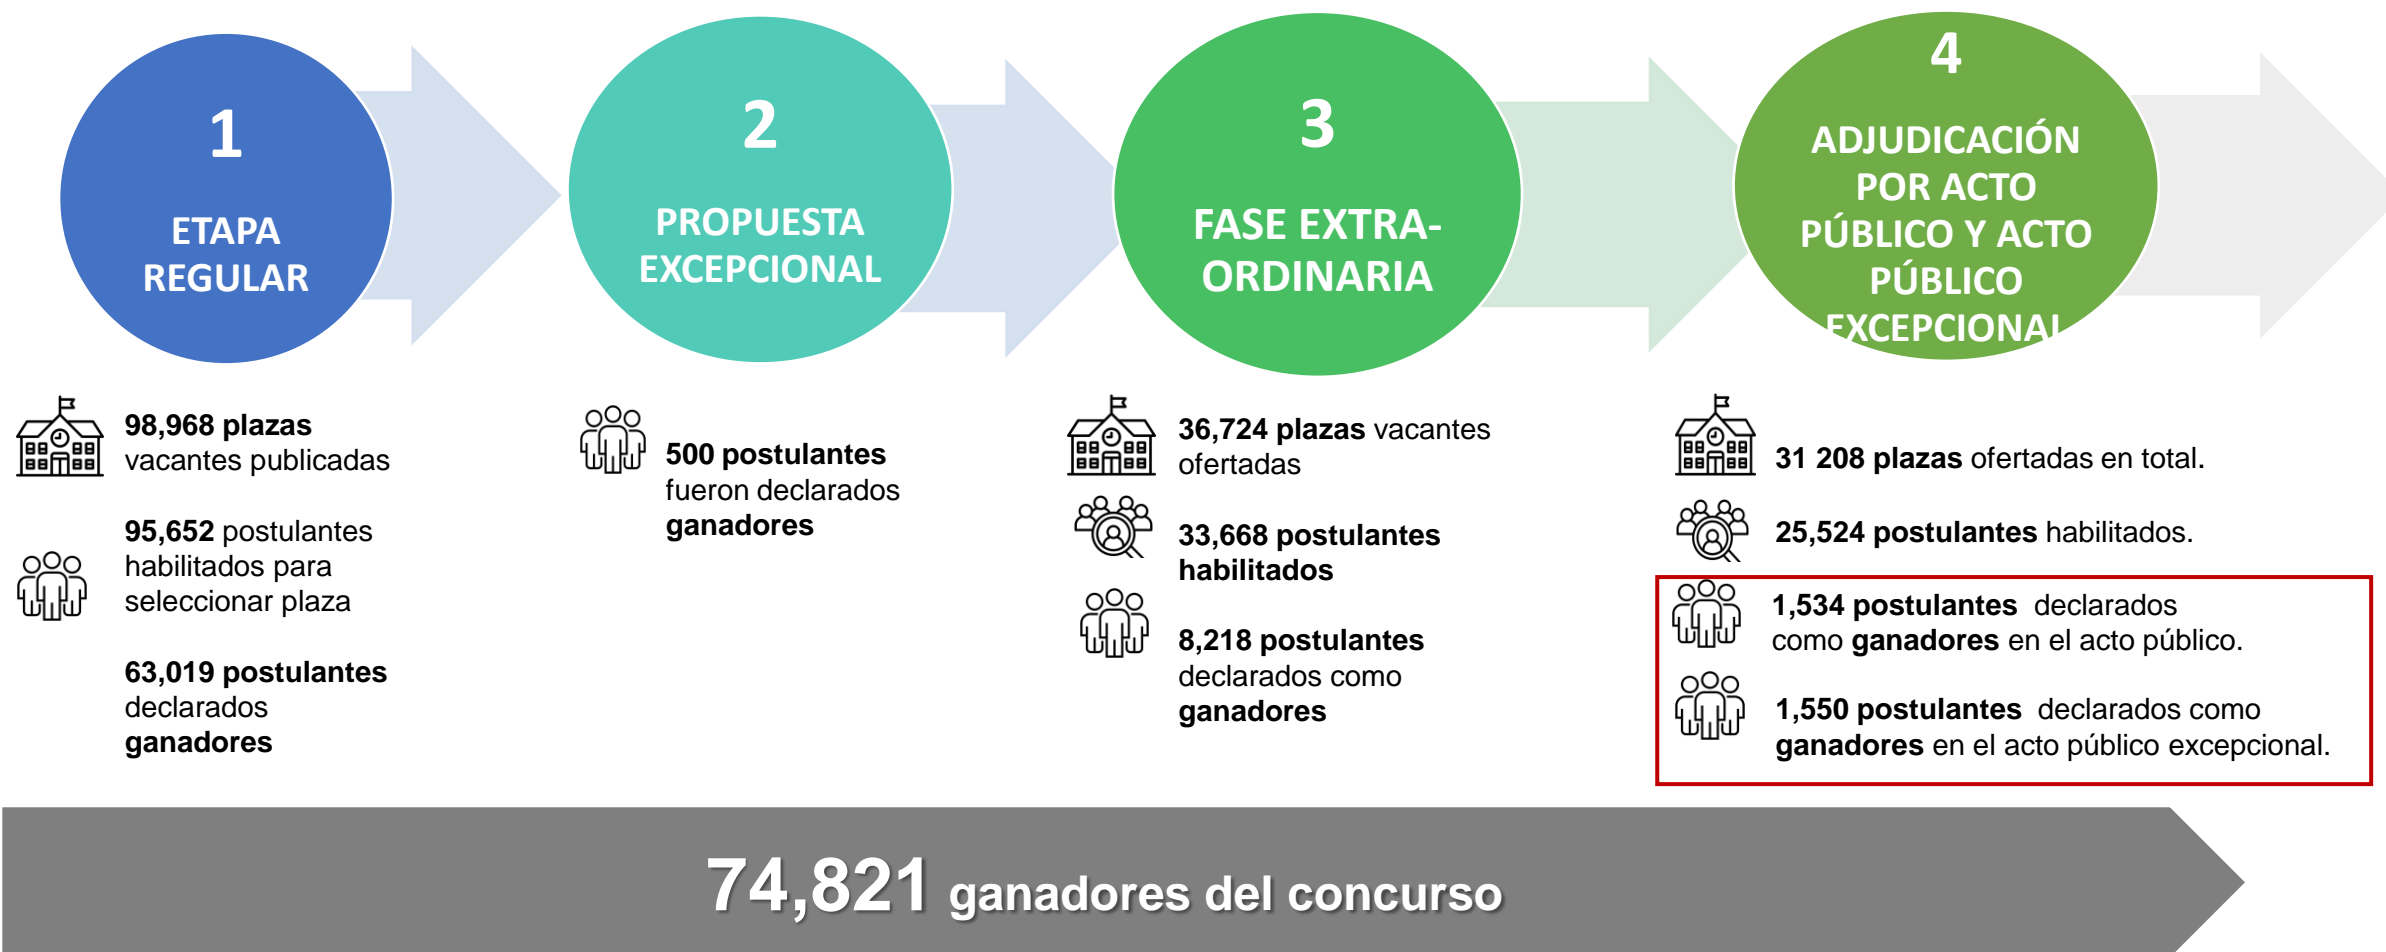 1
ETAPA
REGULAR
98,968 plazas
vacantes publicadas
95,652 postulantes
habilitados para
seleccionar plaza
63,019 postulantes
declarados
ganadores
2
PROPUESTA
EXCEPCIONAL
500 postulantes
fueron declarados
ganadores
3
FASE EXTRA-
ORDINARIA
36,724 plazas vacantes
ofertadas
33,668 postulantes
habilitados
8,218 postulantes
declarados como
ganadores
4
ADJUDICACIÓN
POR ACTO
PÚBLICO Y ACTO
PÚBLICO
EXCEPCIONAL
31 208 plazas ofertadas en total.
25,524 postulantes habilitados.
1,534 postulantes declarados
como ganadores en el acto público.
1,550 postulantes declarados como
ganadores en el acto público excepcional.
74,821 ganadores del concurso